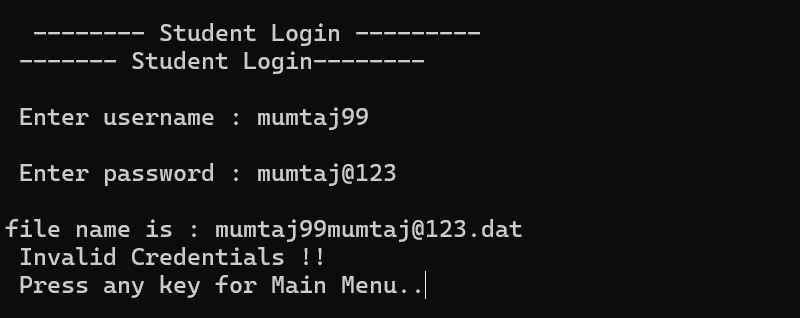 -------- Student Login ---------
------- Student Login--------
Enter username : mumtaj99
Enter password : mumtaj@123
file name is : mumtaj99mumtaj@123.dat
Invalid Credentials !!
Press any key for Main Menu..